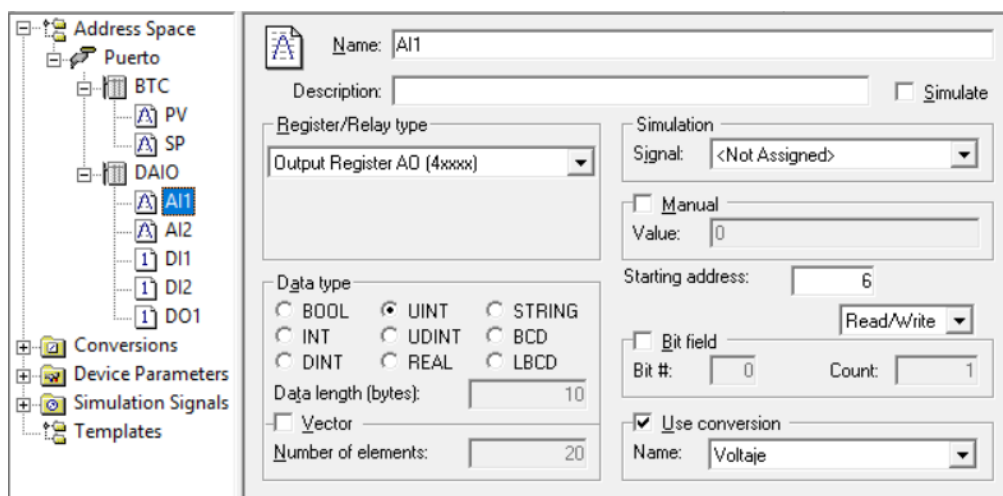 Address Space
Puerto
BTC
PV
SP
DAIO
AI1
AI2
DI1
DI2
DO1
Conversions
Device Parameters
Simulation Signals
Templates
Name: AI1
Description:
Simulate
Register/Relay type
Output Register AO (4xxxx)
Simulation
Signal: <Not Assigned>
Manual
Value: 0
Starting address: 6
Read/Write
Data type
BOOL UINT STRING
INT UDINT BCD
DINT REAL LBCD
Data length (bytes): 10
Vector
Number of elements: 20
Bit field
Bit #: 0 Count: 1
Use conversion
Name: Voltaje